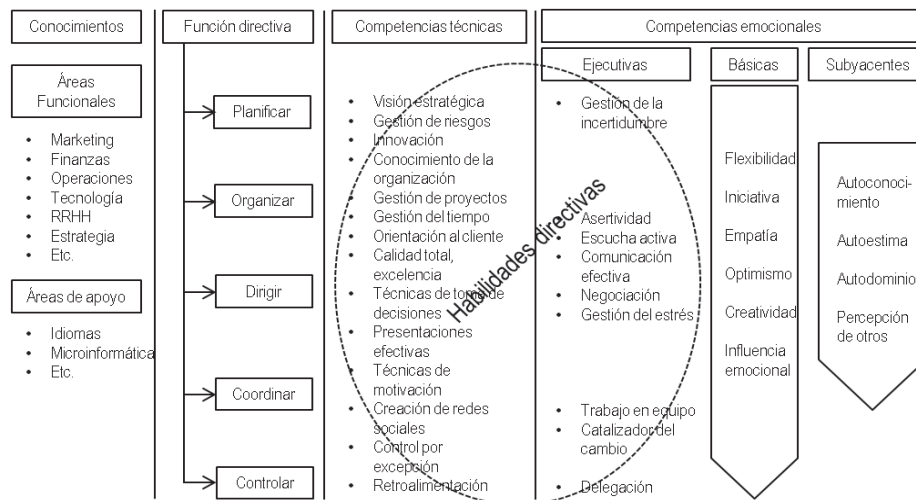 Conocimientos
Áreas
Funcionales
• Marketing
• Finanzas
• Operaciones
• Tecnología
• RRHH
• Estrategia
• Etc.
Áreas de apoyo
• Idiomas
• Microinformática
• Etc.
Función directiva
Planificar
Organizar
Dirigir
Coordinar
Controlar
Competencias técnicas
• Visión estratégica
• Gestión de riesgos
• Innovación
• Conocimiento de la
organización
• Gestión de proyectos
• Gestión del tiempo
• Orientación al cliente
• Calidad total,
excelencia
• Técnicas de toma de
decisiones
• Presentaciones
efectivas
• Técnicas de
motivación
• Creación de redes
sociales
• Control por
excepción
• Retroalimentación
Habilidades directivas
Competencias emocionales
Ejecutivas
• Gestión de la
incertidumbre
• Asertividad
• Escucha activa
• Comunicación
efectiva
• Negociación
• Gestión del estrés
• Trabajo en equipo
• Catalizador del
cambio
• Delegación
Básicas
Flexibilidad
Iniciativa
Empatía
Optimismo
Creatividad
Influencia
emocional
Subyacentes
Autoconoci-
miento
Autoestima
Autodominio
Percepción
de otros